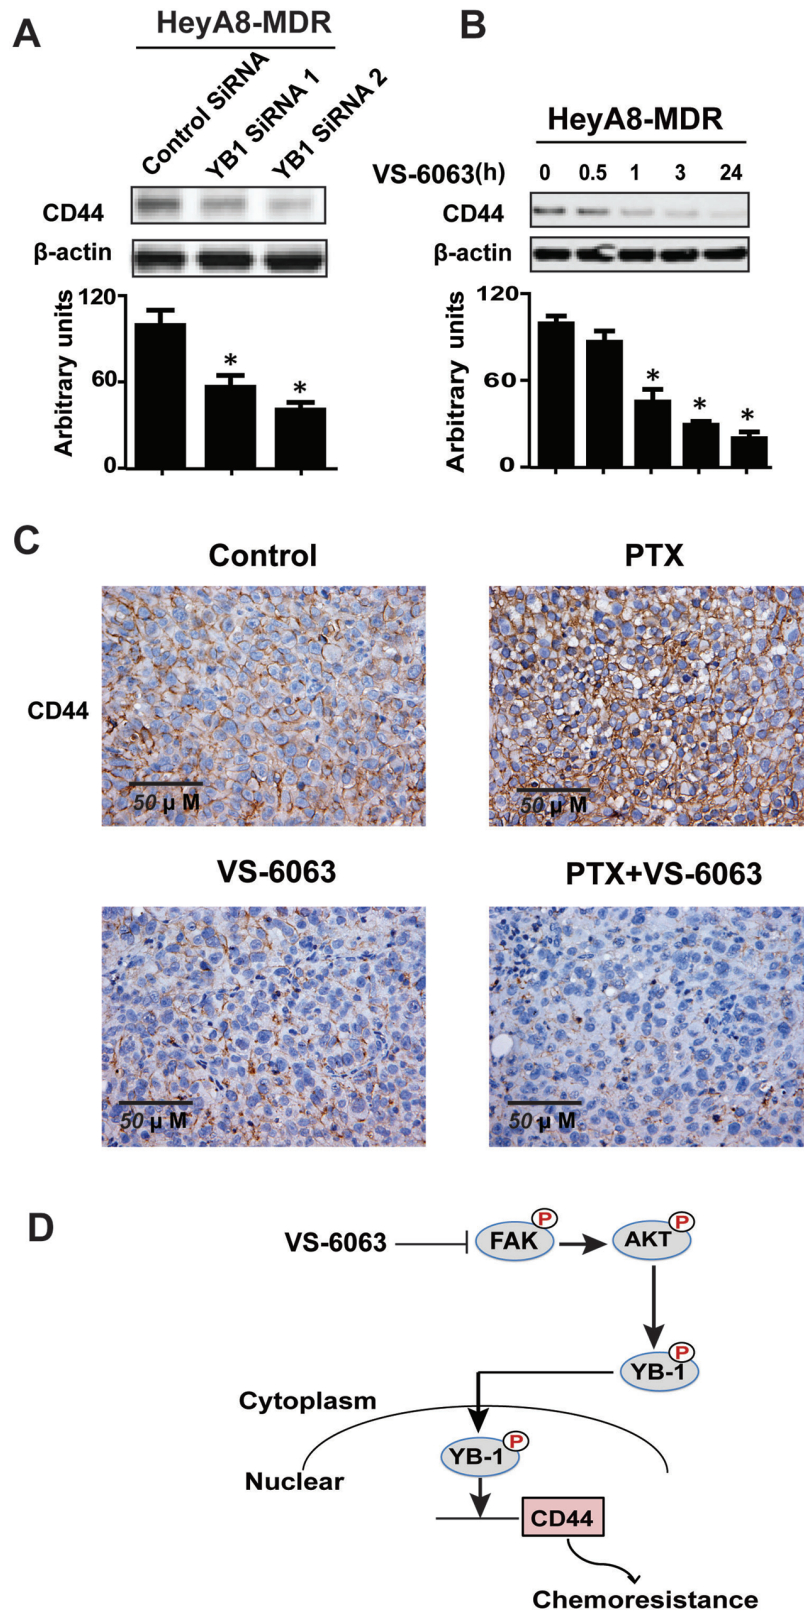 A
HeyA8-MDR
Control SiRNA
YB1 SiRNA 1
YB1 SiRNA 2
CD44
β-actin
Arbitrary units
120
60
0
*
*
B
HeyA8-MDR
VS-6063(h) 0 0.5 1 3 24
CD44
β-actin
Arbitrary units
120
60
0
*
*
*
C
Control
PTX
CD44
50 µ M
50 µ M
VS-6063
PTX+VS-6063
50 µ M
50 µ M
D
VS-6063
FAK
P
AKT
P
YB-1
P
Cytoplasm
Nuclear
YB-1
P
CD44
Chemoresistance